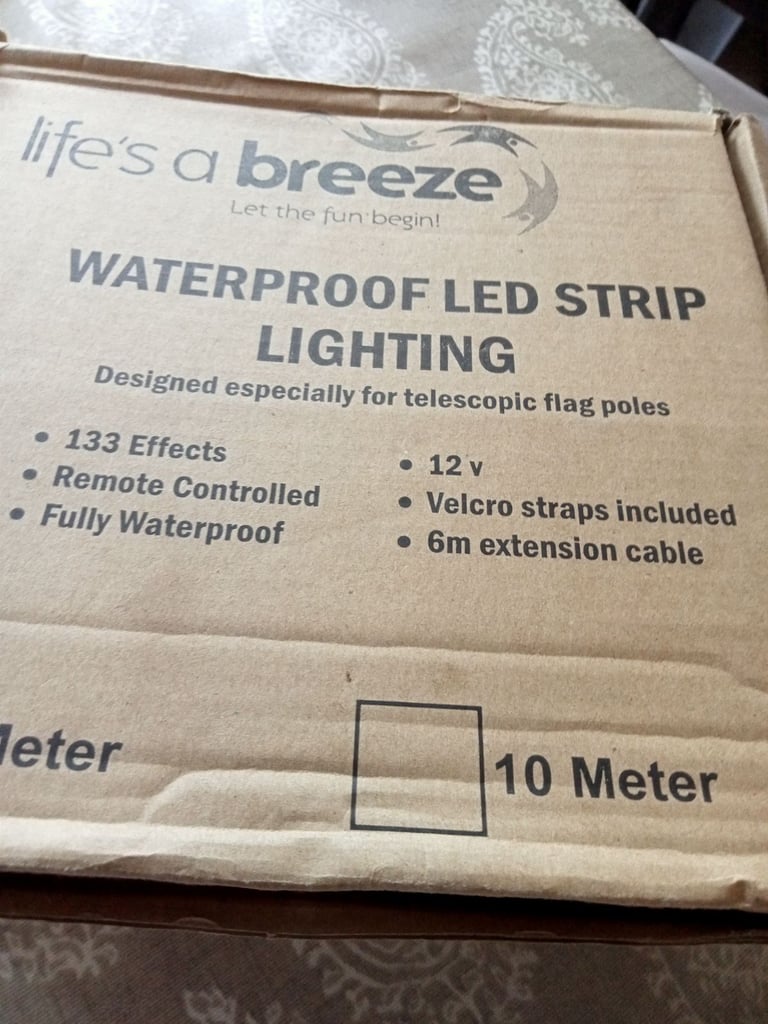 life's a breeze
Let the fun begin!
WATERPROOF LED STRIP
LIGHTING
Designed especially for telescopic flag poles
• 133 Effects
• Remote Controlled
• Fully Waterproof
• 12 v
• Velcro straps included
• 6m extension cable
Meter
10 Meter